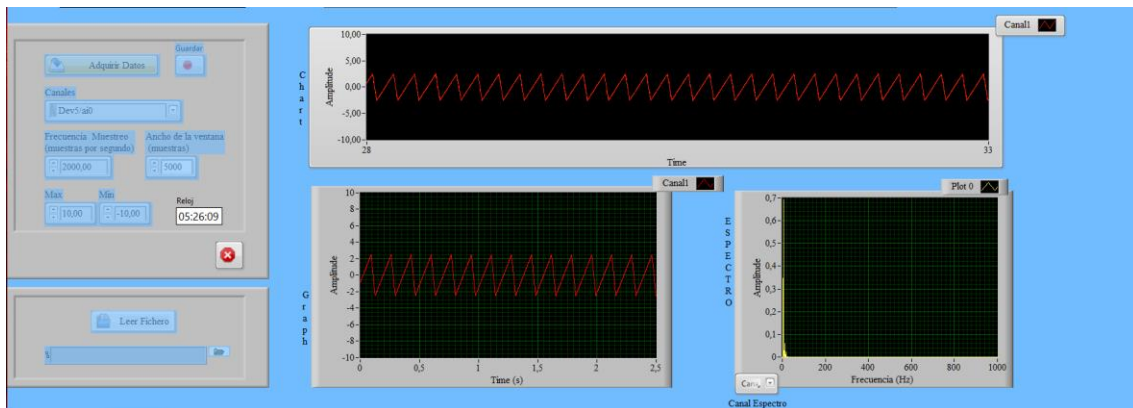 Guardar
Adquirir Datos
Canales
Dev5/ai0
Frecuencia Muestreo
(muestras por segundo)
Ancho de la ventana
(muestras)
2000,00
5000
Max
Min
Reloj
10,00
-10,00
05:26:09
Leer Fichero
Canal1
Chart
Amplitude
10,00
5,00
0,00
-5,00
-10,00
28
33
Time
Canal1
Graph
Amplitude
10
8
6
4
2
0
-2
-4
-6
-8
-10
0
0,5
1
1,5
2
2,5
Time (s)
Plot 0
ESPECTRO
Amplitude
0,7
0,6
0,5
0,4
0,3
0,2
0,1
0
0
200
400
600
800
1000
Frecuencia (Hz)
Canal Espectro